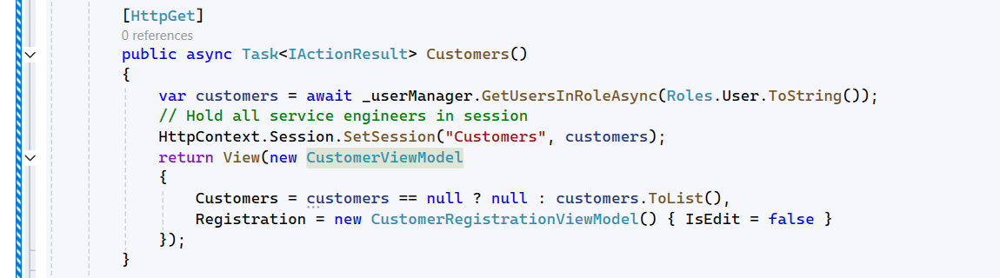 [HttpGet]
0 references
public async Task<IActionResult> Customers()
{
var customers = await _userManager.GetUsersInRoleAsync(Roles.User.ToString());
// Hold all service engineers in session
HttpContext.Session.SetSession("Customers", customers);
return View(new CustomerViewModel
{
Customers = customers == null ? null : customers.ToList(),
Registration = new CustomerRegistrationViewModel() { IsEdit = false }
});
}